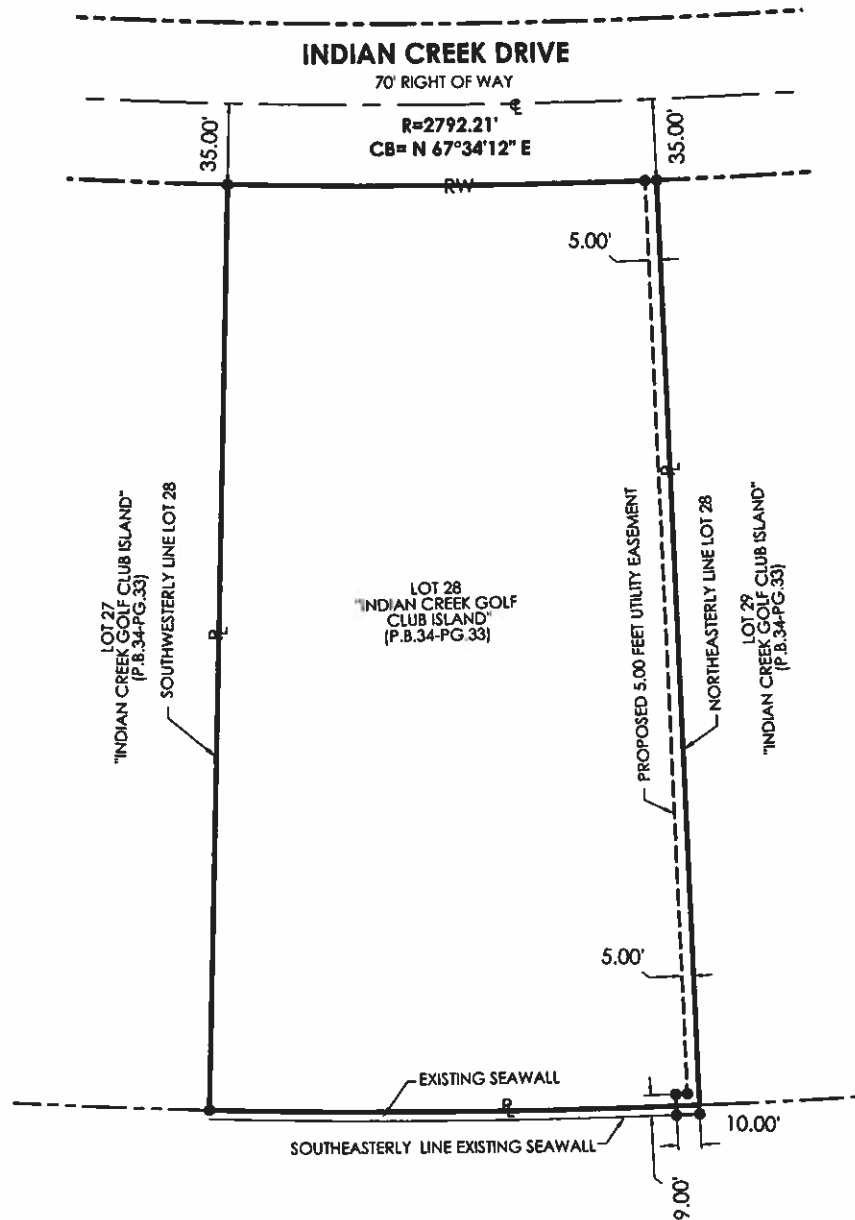 INDIAN CREEK DRIVE
70' RIGHT OF WAY
℄
R=2792.21'
CB= N 67°34'12" E
35.00'
35.00'
RW
5.00'
LOT 27
"INDIAN CREEK GOLF CLUB ISLAND"
(P.B.34-PG.33)
SOUTHWESTERLY LINE LOT 28
PL
LOT 28
"INDIAN CREEK GOLF
CLUB ISLAND"
(P.B.34-PG.33)
PROPOSED 5.00 FEET UTILITY EASEMENT
PL
NORTHEASTERLY LINE LOT 28
LOT 29
"INDIAN CREEK GOLF CLUB ISLAND"
(P.B.34-PG.33)
5.00'
EXISTING SEAWALL
PL
SOUTHEASTERLY LINE EXISTING SEAWALL
10.00'
9.00'